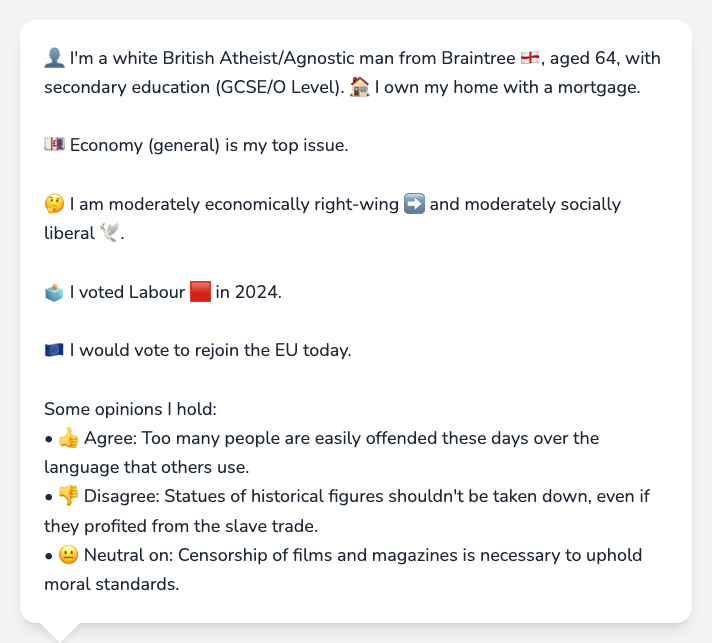 👤 I'm a white British Atheist/Agnostic man from Braintree 🏴󠁧󠁢󠁥󠁮󠁧󠁿, aged 64, with
secondary education (GCSE/O Level). 🏠 I own my home with a mortgage.
💷 Economy (general) is my top issue.
🤔 I am moderately economically right-wing ➡️ and moderately socially
liberal 🕊️.
🗳️ I voted Labour 🟥 in 2024.
🇪🇺 I would vote to rejoin the EU today.
Some opinions I hold:
• 👍 Agree: Too many people are easily offended these days over the
language that others use.
• 👎 Disagree: Statues of historical figures shouldn't be taken down, even if
they profited from the slave trade.
• 😐 Neutral on: Censorship of films and magazines is necessary to uphold
moral standards.